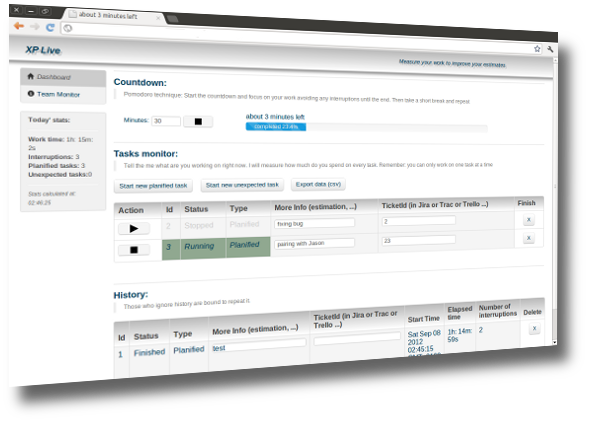 about 3 minutes left
XP Live
Measure your work to improve your estimates.
Dashboard
Team Monitor
Today' stats:
Work time: 1h: 15m:
2s
Interruptions: 3
Planified tasks: 3
Unexpected tasks:0
Stats calculated at:
02:46:25
Countdown:
Pomodoro technique: Start the countdown and focus on your work avoiding any interruptions until the end. Then take a short break and repeat
Minutes: 30
about 3 minutes left
completed
Tasks monitor:
Tell the me what are you working on right now. I will measure how much do you spend on every task. Remember: you can only work on one task at a time
Start new planified task
Start new unexpected task
Export data (csv)
Action Id Status Type More Info (estimation, ...) TicketId (in Jira or Trac or Trello ...) Finish
2 Stopped Planified fixing bug 2 x
3 Running Planified pairing with Jason 23 x
History:
Those who ignore history are bound to repeat it.
Id Status Type More Info (estimation, ...) TicketId (in Jira or Trac or Trello ...) Start Time Elapsed time Number of interruptions Delete
1 Finished Planified test Sat Sep 08 2012 02:45:15 1h: 14m: 59s 2 x